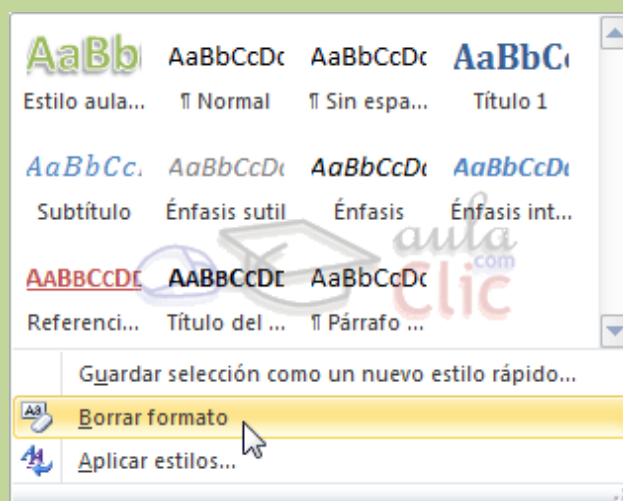 AaBb AaBbCcDc AaBbCcDc AaBbC
Estilo aula... ¶ Normal ¶ Sin espa... Título 1
AaBbCc. AaBbCcDc AaBbCcDc AaBbCcDc
Subtítulo Énfasis sutil Énfasis Énfasis int...
aula
.com
Clic
AABBCCDD AABBCCDE AaBbCcDc
Referenci... Título del ... ¶ Párrafo ...
Guardar selección como un nuevo estilo rápido...
Borrar formato
Aplicar estilos...